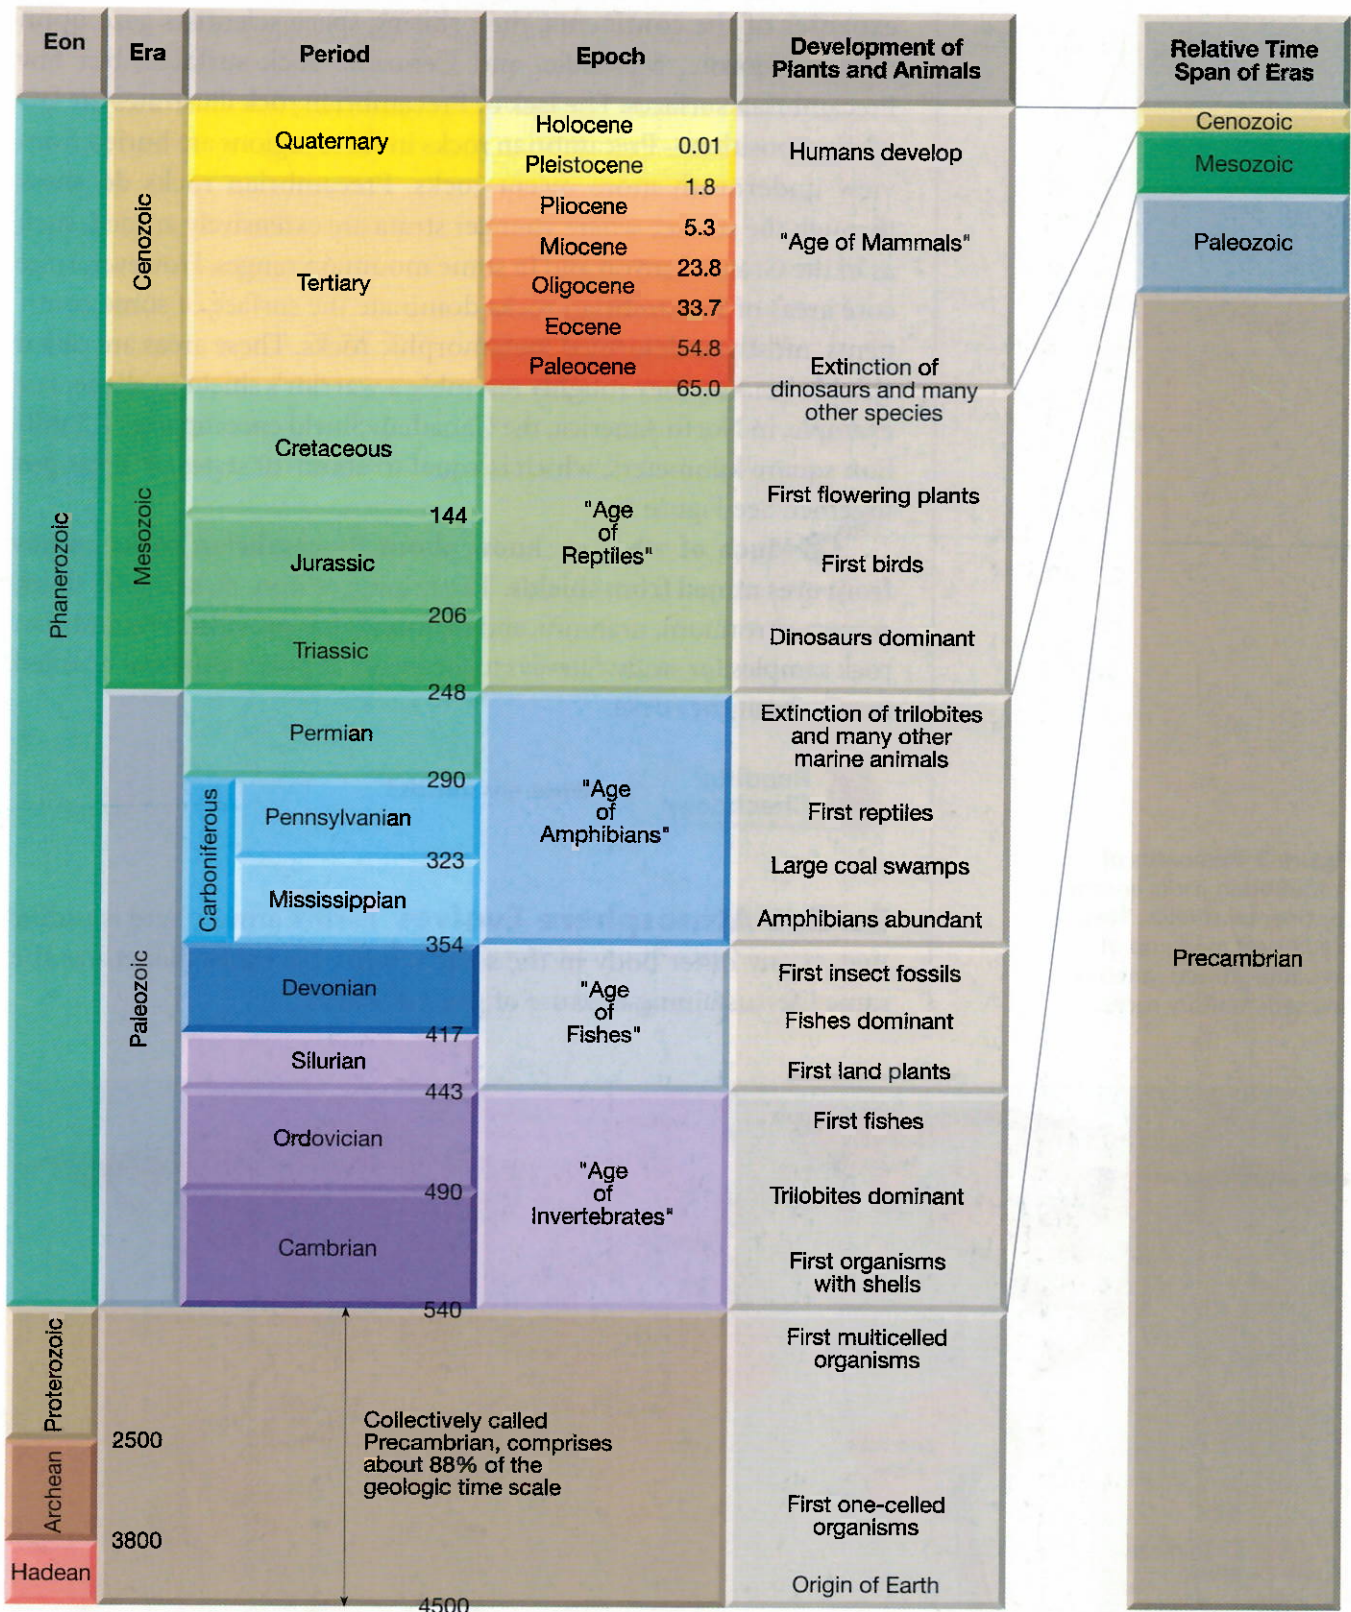 Eon
Era
Period
Epoch
Development of
Plants and Animals
Relative Time
Span of Eras
Phanerozoic
Cenozoic
Quaternary
Holocene
0.01
Pleistocene
1.8
Humans develop
Tertiary
Pliocene
5.3
Miocene
23.8
Oligocene
33.7
Eocene
54.8
Paleocene
65.0
"Age of Mammals"
Extinction of
dinosaurs and many
other species
Mesozoic
Cretaceous
144
Jurassic
206
Triassic
248
"Age
of
Reptiles"
First flowering plants
First birds
Dinosaurs dominant
Paleozoic
Permian
290
Carboniferous
Pennsylvanian
323
Mississippian
354
"Age
of
Amphibians"
Extinction of trilobites
and many other
marine animals
First reptiles
Large coal swamps
Amphibians abundant
Devonian
417
Silurian
443
"Age
of
Fishes"
First insect fossils
Fishes dominant
First land plants
Ordovician
490
Cambrian
540
"Age
of
Invertebrates"
First fishes
Trilobites dominant
First organisms
with shells
Proterozoic
2500
Archean
3800
Hadean
Collectively called
Precambrian, comprises
about 88% of the
geologic time scale
4500
First multicelled
organisms
First one-celled
organisms
Origin of Earth
Cenozoic
Mesozoic
Paleozoic
Precambrian